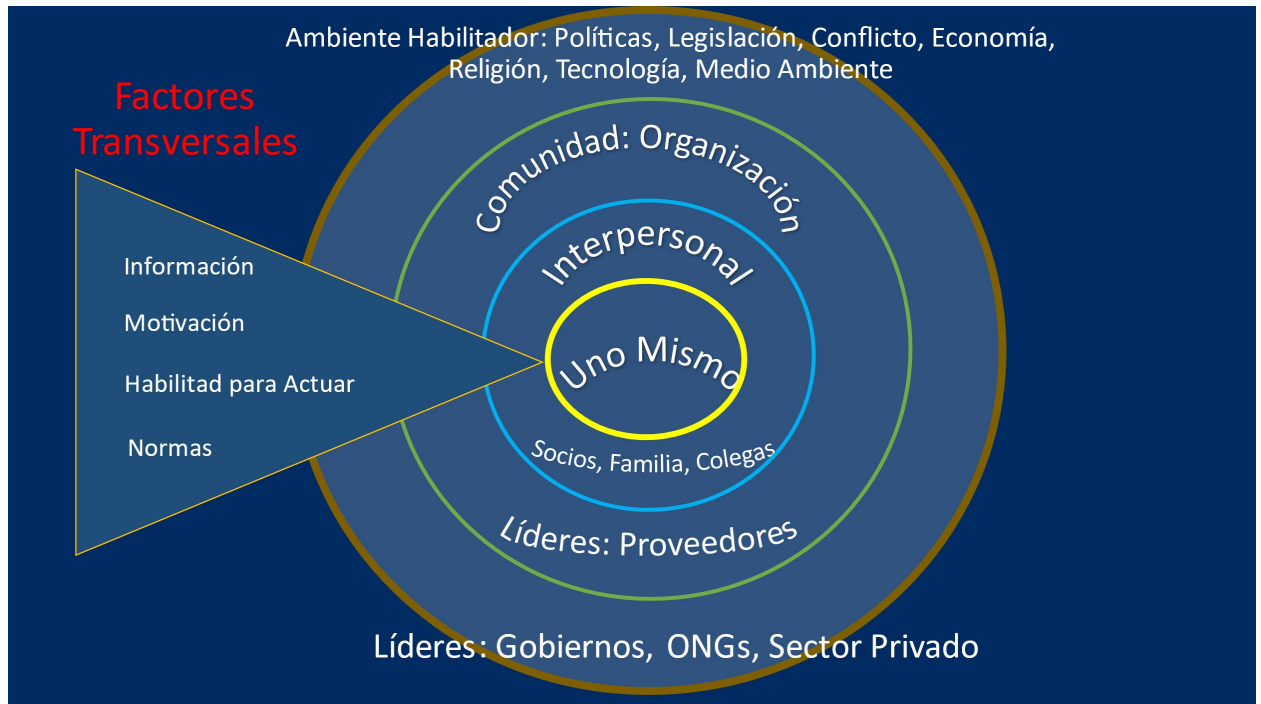 Ambiente Habilitador: Políticas, Legislación, Conflicto, Economía,
Religión, Tecnología, Medio Ambiente
Factores
Transversales
Comunidad: Organización
Interpersonal
Información
Motivación
Uno Mismo
Habilitad para Actuar
Normas
Socios, Familia, Colegas
Líderes: Proveedores
Líderes: Gobiernos, ONGs, Sector Privado